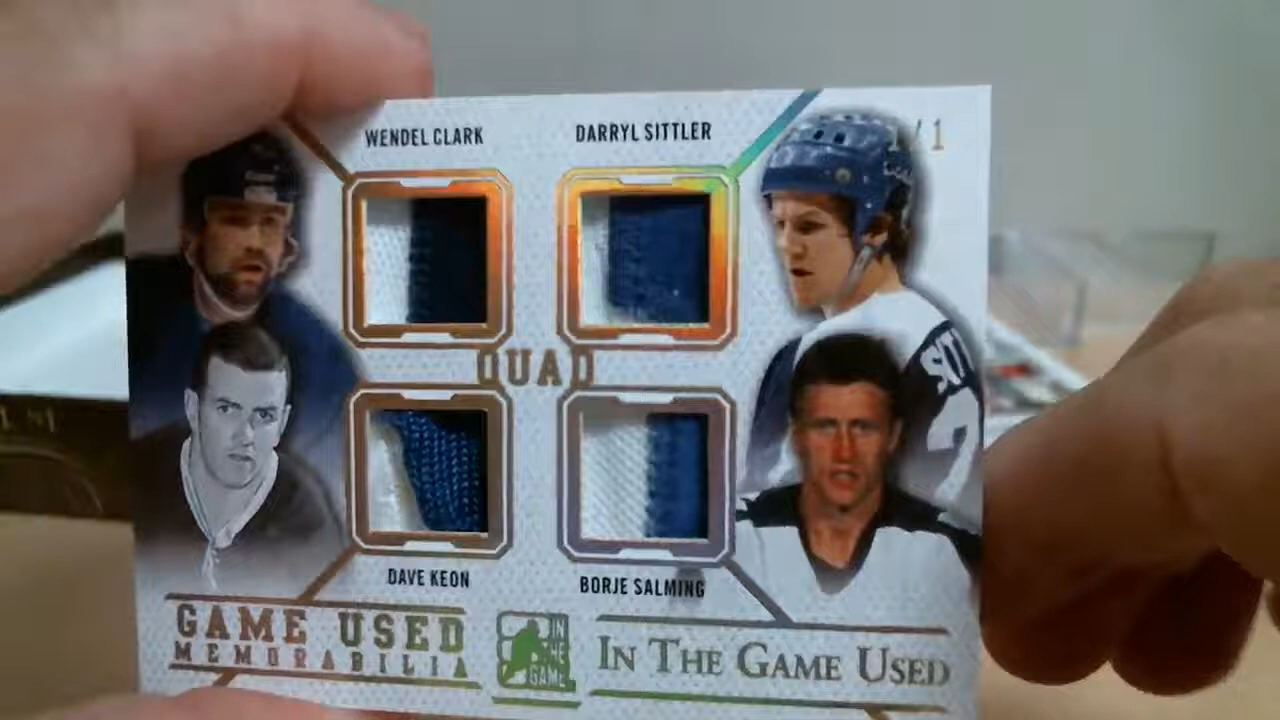 WENDEL CLARK
DARRYL SITTLER
/1
QUAD
DAVE KEON
BORJE SALMING
GAME USED
MEMORABILIA
IN
THE
GAME
IN THE GAME USED